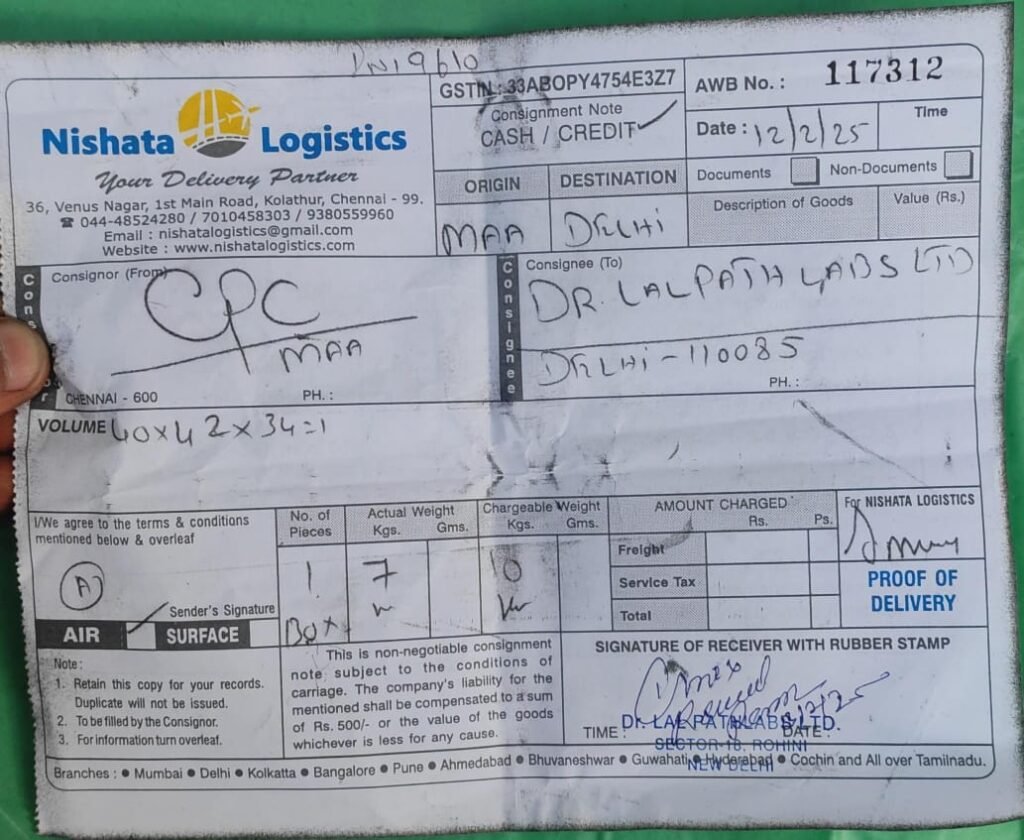 GSTIN : 33ABOPY4754E3Z7
Consignment Note
CASH / CREDIT
AWB No. : 117312
Date : 12/2/25
Time
Nishata Logistics
Your Delivery Partner
36, Venus Nagar, 1st Main Road, Kolathur, Chennai - 99.
☎ 044-48524280 / 7010458303 / 9380559960
Email : nishatalogistics@gmail.com
Website : www.nishatalogistics.com
ORIGIN
DESTINATION
MAA
DELHI
Documents
Non-Documents
Description of Goods
Value (Rs.)
Consignor (From)
CPC
MAA
CHENNAI - 600
PH. :
Consignee
Consignee (To)
DR. LALPATH LABS LTD
DELHI - 110085
PH. :
VOLUME 40x42x34=1
I/We agree to the terms & conditions
mentioned below & overleaf
Sender's Signature
AIR
SURFACE
No. of
Pieces
1
Box
Actual Weight
Kgs. Gms.
7
Chargeable Weight
Kgs. Gms.
10
AMOUNT CHARGED
Rs. Ps.
Freight
Service Tax
Total
For NISHATA LOGISTICS
PROOF OF
DELIVERY
Note :
1. Retain this copy for your records.
Duplicate will not be issued.
2. To be filled by the Consignor.
3. For information turn overleaf.
This is non-negotiable consignment
note, subject to the conditions of
carriage. The company's liability for the
mentioned shall be compensated to a sum
of Rs. 500/- or the value of the goods
whichever is less for any cause.
SIGNATURE OF RECEIVER WITH RUBBER STAMP
TIME :
DATE :
Dr. LAL PATHLABS LTD.
SECTOR-18, ROHINI
NEW DELHI
Branches : ● Mumbai ● Delhi ● Kolkatta ● Bangalore ● Pune ● Ahmedabad ● Bhuvaneshwar ● Guwahati ● Hyderabad ● Cochin and All over Tamilnadu.